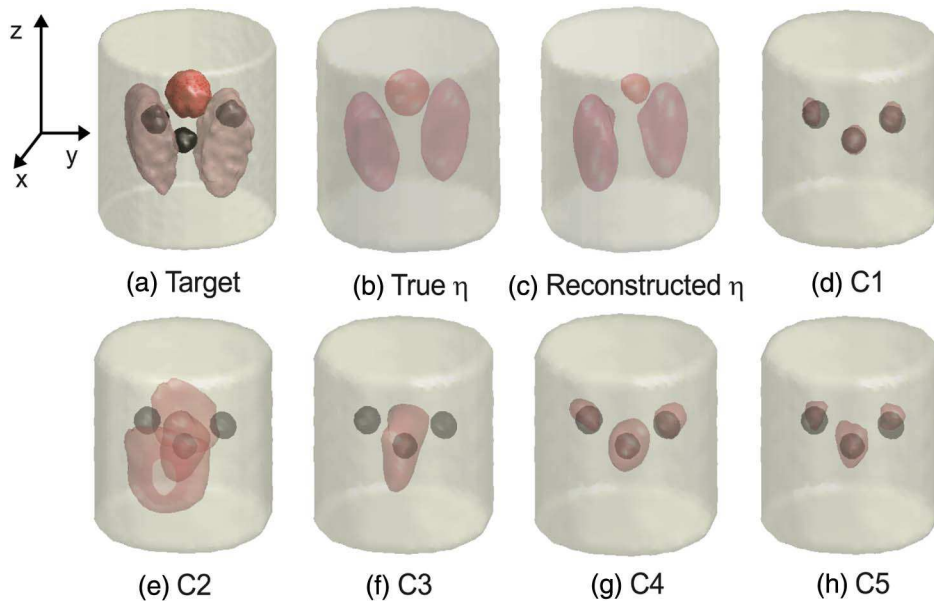 z
y
x
(a) Target
(b) True η
(c) Reconstructed η
(d) C1
(e) C2
(f) C3
(g) C4
(h) C5